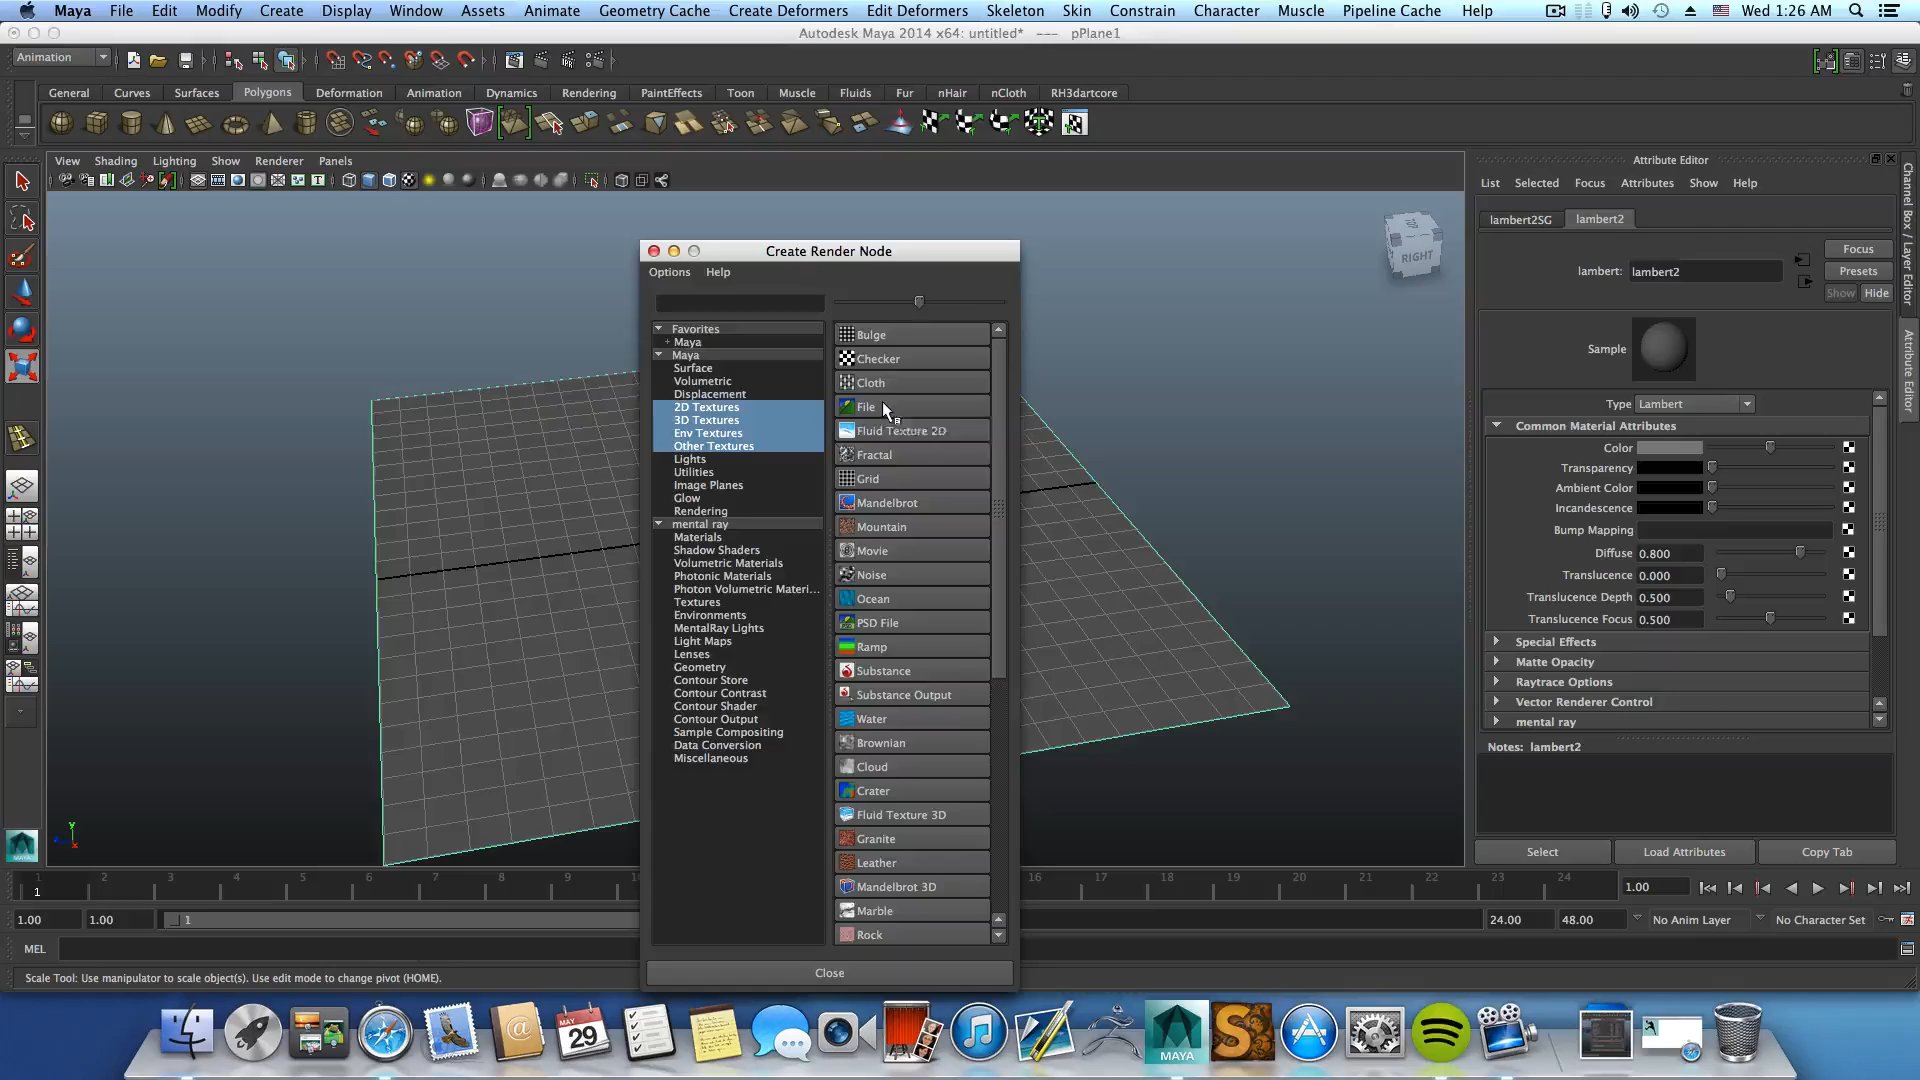 Maya File Edit Modify Create Display Window Assets Animate Geometry Cache Create Deformers Edit Deformers Skeleton Skin Constrain Character Muscle Pipeline Cache Help Wed 1:26 AM
Autodesk Maya 2014 x64: untitled* --- pPlane1
Animation
General Curves Surfaces Polygons Deformation Animation Dynamics Rendering PaintEffects Toon Muscle Fluids Fur nHair nCloth RH3dartcore
View Shading Lighting Show Renderer Panels
RIGHT
Create Render Node
Options Help
Favorites
+ Maya
Maya
Surface
Volumetric
Displacement
2D Textures
3D Textures
Env Textures
Other Textures
Lights
Utilities
Image Planes
Glow
Rendering
mental ray
Materials
Shadow Shaders
Volumetric Materials
Photonic Materials
Photon Volumetric Materi...
Textures
Environments
MentalRay Lights
Light Maps
Lenses
Geometry
Contour Store
Contour Contrast
Contour Shader
Contour Output
Sample Compositing
Data Conversion
Miscellaneous
Bulge
Checker
Cloth
File
Fluid Texture 2D
Fractal
Grid
Mandelbrot
Mountain
Movie
Noise
Ocean
PSD File
Ramp
Substance
Substance Output
Water
Brownian
Cloud
Crater
Fluid Texture 3D
Granite
Leather
Mandelbrot 3D
Marble
Rock
Close
Attribute Editor
List Selected Focus Attributes Show Help
lambert2SG lambert2
Focus
lambert: lambert2 Presets
Show Hide
Sample
Type Lambert
Common Material Attributes
Color
Transparency
Ambient Color
Incandescence
Bump Mapping
Diffuse 0.800
Translucence 0.000
Translucence Depth 0.500
Translucence Focus 0.500
Special Effects
Matte Opacity
Raytrace Options
Vector Renderer Control
mental ray
Notes: lambert2
Select Load Attributes Copy Tab
Channel Box / Layer Editor
Attribute Editor
y
x
1 2 3 4 5 6 7 8 9 16 17 18 19 20 21 22 23 24
1 1.00
1.00 1.00 1 24.00 48.00 No Anim Layer No Character Set
MEL
Scale Tool: Use manipulator to scale object(s). Use edit mode to change pivot (HOME).
MAY
29
MAYA